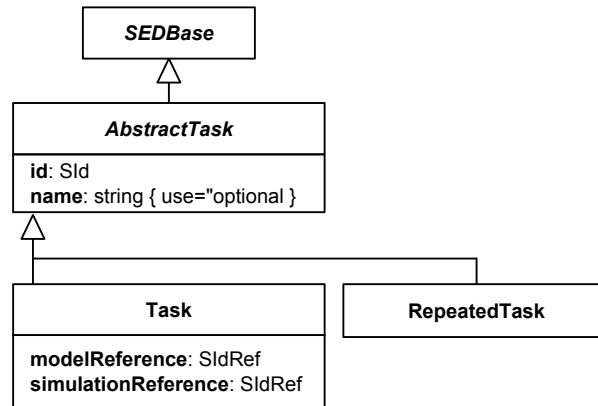 SEDBase
AbstractTask
id: SId
name: string { use="optional }
Task
RepeatedTask
modelReference: SIdRef
simulationReference: SIdRef